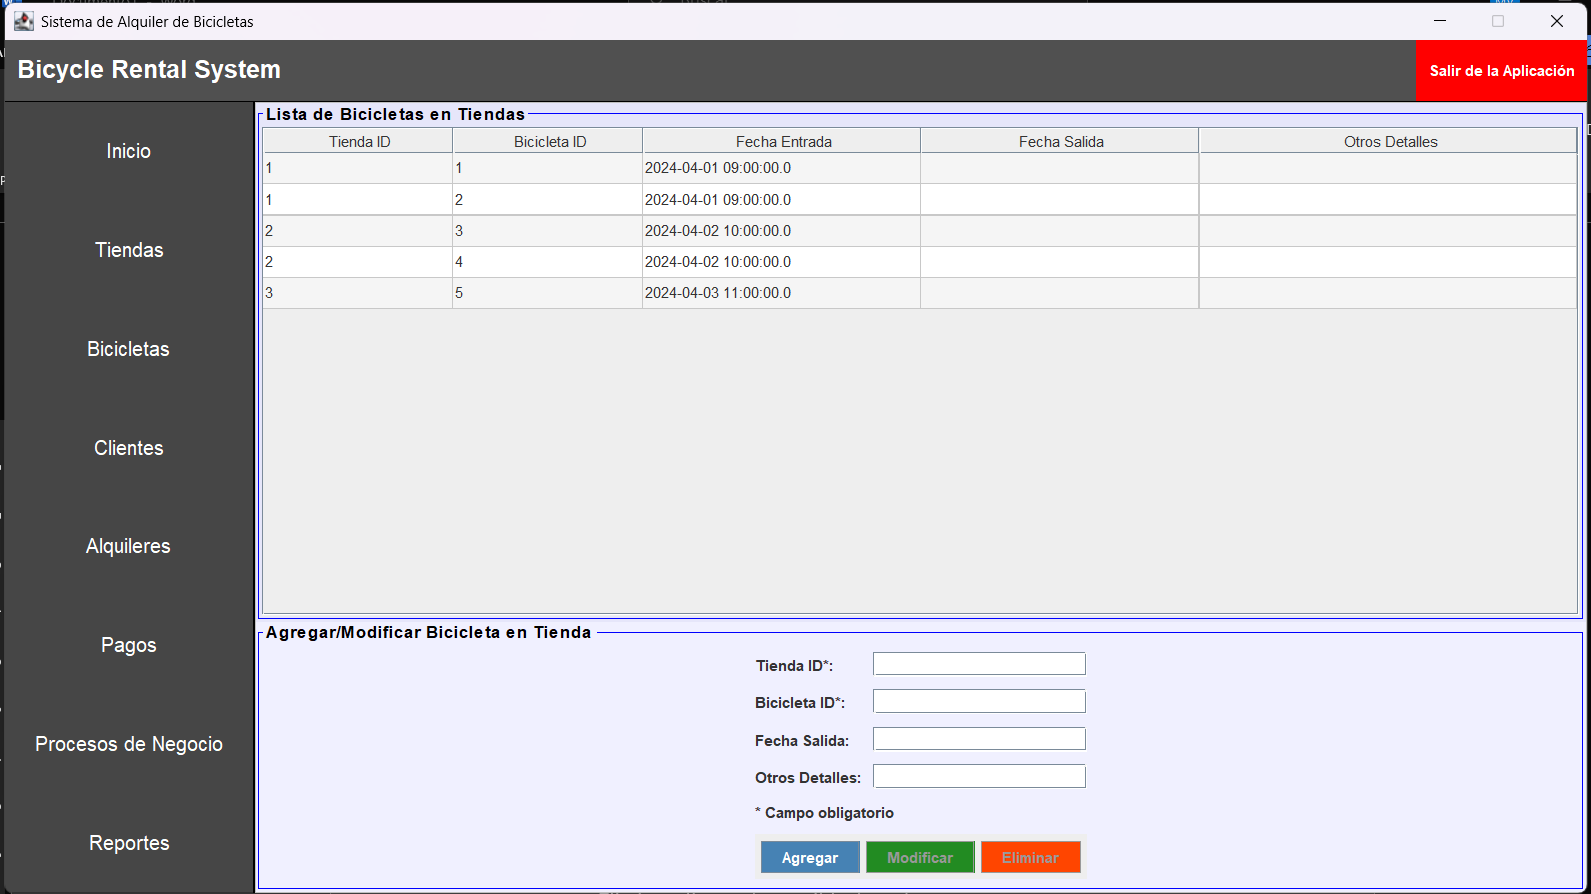 Sistema de Alquiler de Bicicletas
Bicycle Rental System
Salir de la Aplicación
Inicio
Tiendas
Bicicletas
Clientes
Alquileres
Pagos
Procesos de Negocio
Reportes
Lista de Bicicletas en Tiendas
Tienda ID Bicicleta ID Fecha Entrada Fecha Salida Otros Detalles
1 1 2024-04-01 09:00:00.0
1 2 2024-04-01 09:00:00.0
2 3 2024-04-02 10:00:00.0
2 4 2024-04-02 10:00:00.0
3 5 2024-04-03 11:00:00.0
Agregar/Modificar Bicicleta en Tienda
Tienda ID*:
Bicicleta ID*:
Fecha Salida:
Otros Detalles:
* Campo obligatorio
Agregar Modificar Eliminar